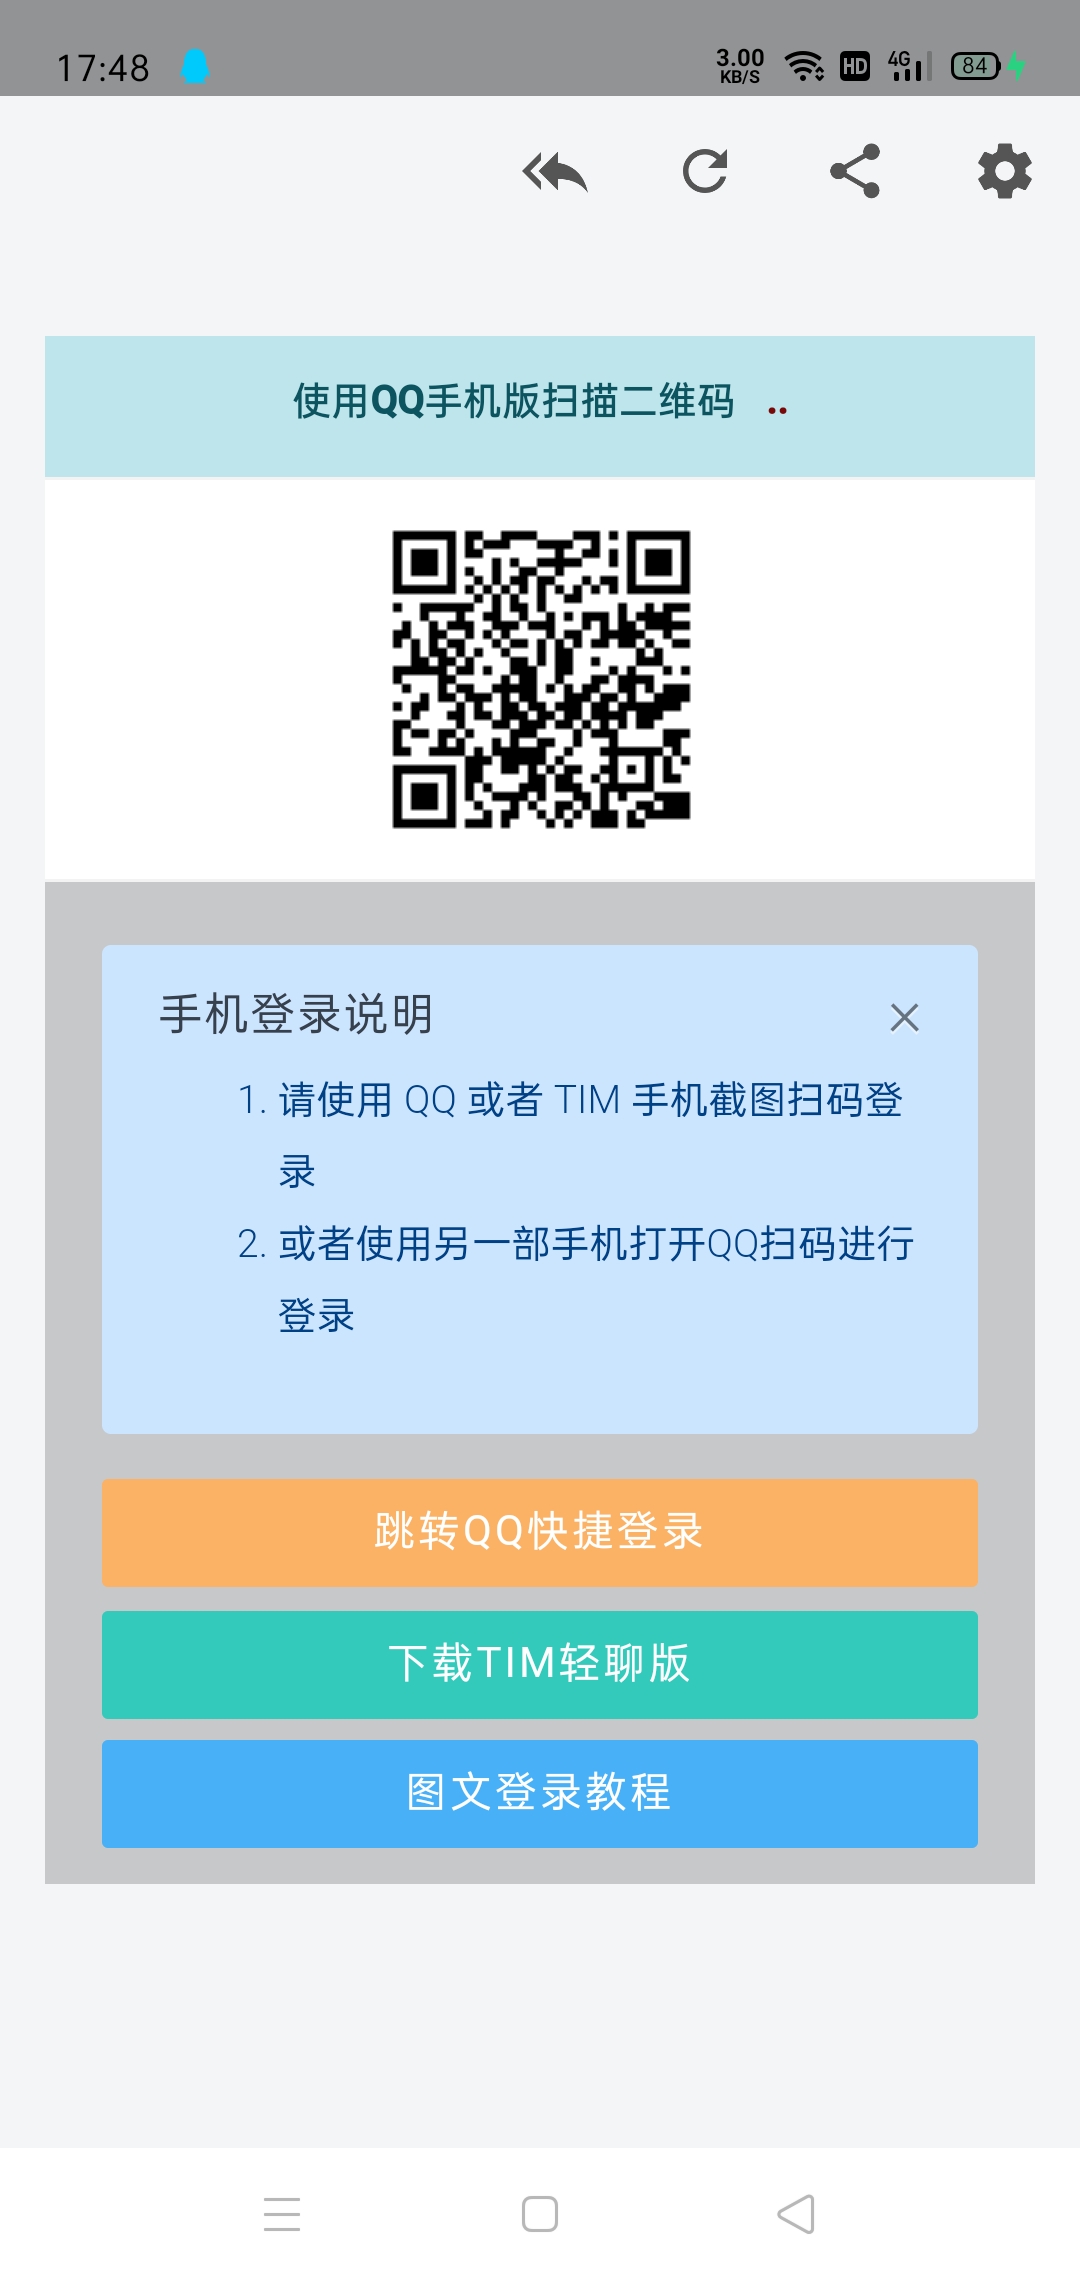 17:48
3.00
KB/S
HD
4G
84
使用QQ手机版扫描二维码 ..
手机登录说明
1. 请使用 QQ 或者 TIM 手机截图扫码登
录
2. 或者使用另一部手机打开QQ扫码进行
登录
跳转QQ快捷登录
下载TIM轻聊版
图文登录教程